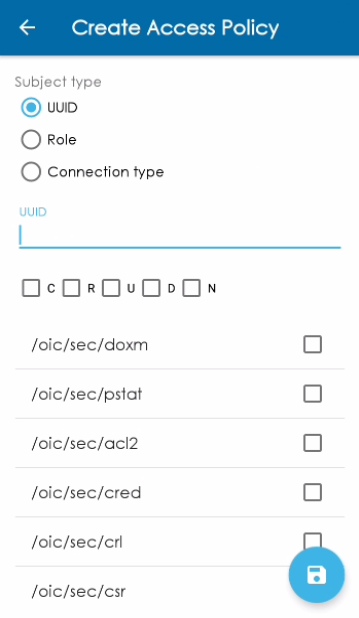 Create Access Policy
Subject type
UUID
Role
Connection type
UUID
C R U D N
/oic/sec/doxm
/oic/sec/pstat
/oic/sec/acl2
/oic/sec/cred
/oic/sec/crl
/oic/sec/csr